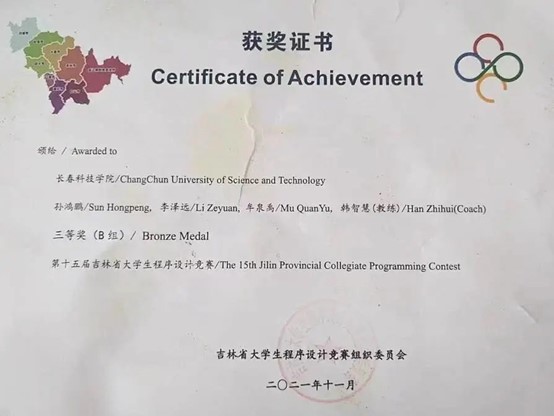 获奖证书
Certificate of Achievement
颁给 / Awarded to
长春科技学院/ChangChun University of Science and Technology
孙鸿鹏/Sun Hongpeng, 李泽远/Li Zeyuan, 牟泉禹/Mu QuanYu, 韩智慧(教练)/Han Zhihui(Coach)
三等奖（B 组）/ Bronze Medal
第十五届吉林省大学生程序设计竞赛/The 15th Jilin Provincial Collegiate Programming Contest
吉林省大学生程序设计竞赛组织委员会
二〇二一年十一月